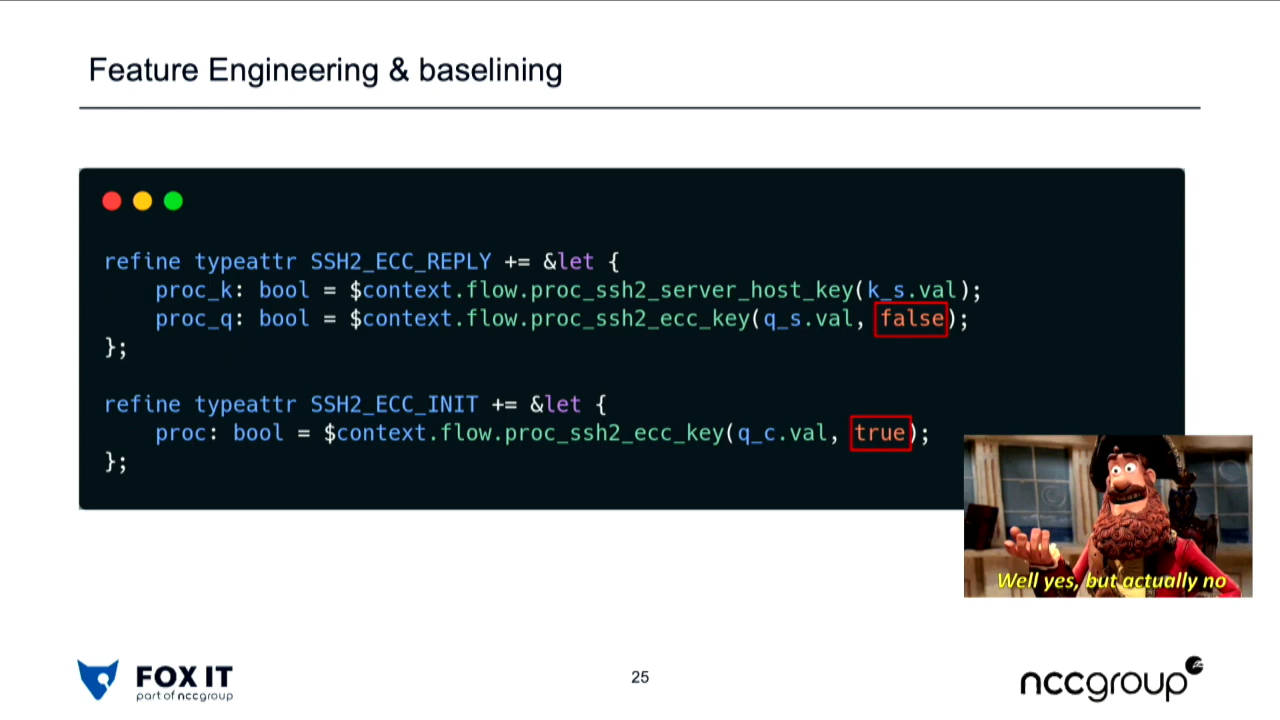 Feature Engineering & baselining
refine typeattr SSH2_ECC_REPLY += &let {
    proc_k: bool = $context.flow.proc_ssh2_server_host_key(k_s.val);
    proc_q: bool = $context.flow.proc_ssh2_ecc_key(q_s.val, false);
};
refine typeattr SSH2_ECC_INIT += &let {
    proc: bool = $context.flow.proc_ssh2_ecc_key(q_c.val, true);
};
Well yes, but actually no
FOX IT
part of nccgroup
25
nccgroup